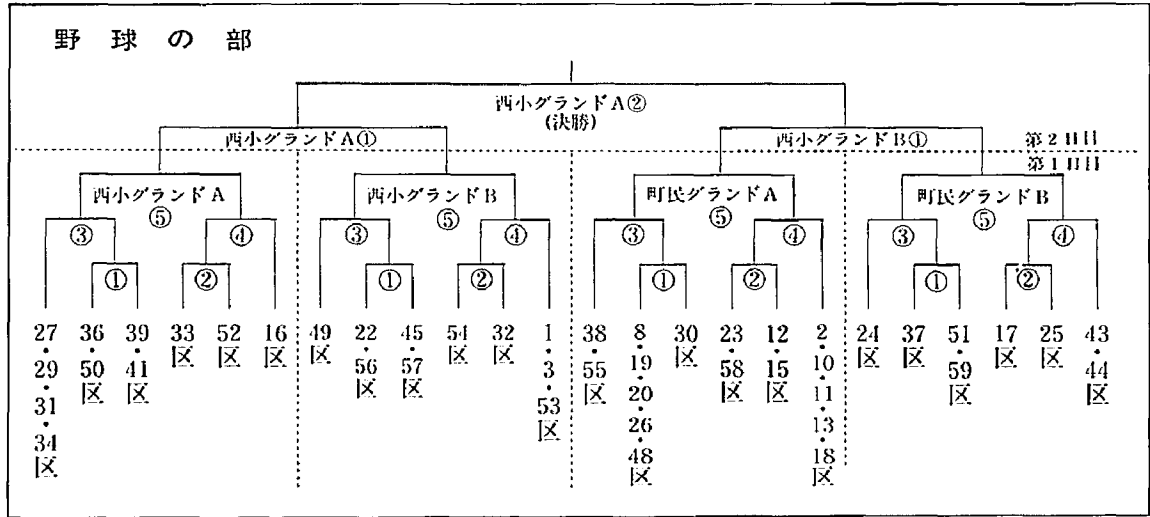 野球の部
西小グランドA②
(決勝)
西小グランドA①
西小グランドB①
第2日目
第1日目
西小グランドA
⑤
西小グランドB
⑤
町民グランドA
⑤
町民グランドB
⑤
③
④
③
④
③
④
③
④
①
②
①
②
①
②
①
②
27・29・31・34区
36・50区
39・41区
33区
52区
16区
49区
22・56区
45・57区
54区
32区
1・3・53区
38・55区
8・19・20・26・48区
30区
23・58区
12・15区
2・10・11・13・18区
24区
37区
51・59区
17区
25区
43・44区